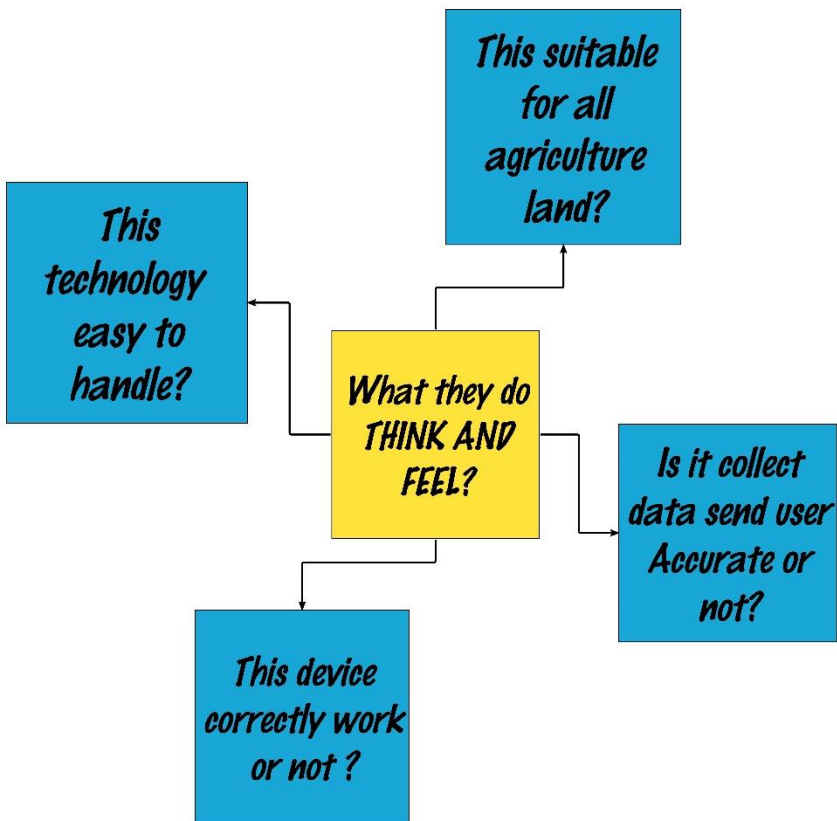 This suitable
for all
agriculture
land?
This
technology
easy to
handle?
What they do
THINK AND
FEEL?
Is it collect
data send user
Accurate or
not?
This device
correctly work
or not ?